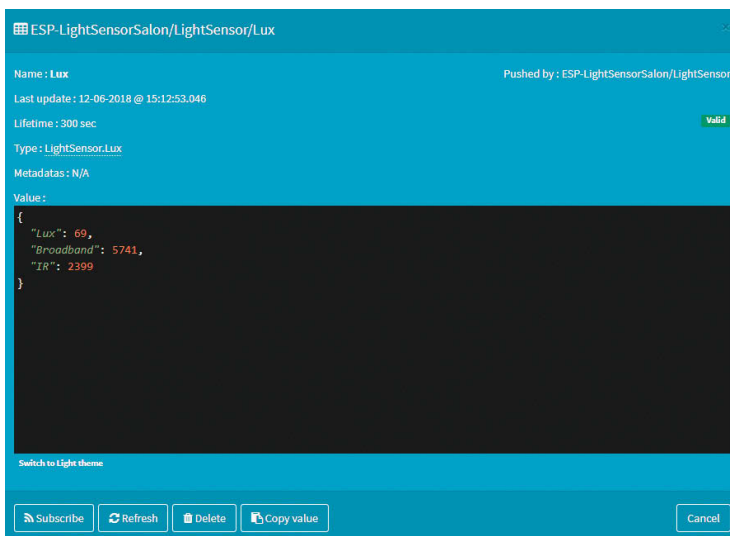 ESP-LightSensorSalon/LightSensor/Lux
Name : Lux
Pushed by : ESP-LightSensorSalon/LightSensor
Last update : 12-06-2018 @ 15:12:53.046
Lifetime : 300 sec
Valid
Type : LightSensor.Lux
Metadatas : N/A
Value :
{
"Lux": 69,
"Broadband": 5741,
"IR": 2399
}
Switch to Light theme
Subscribe Refresh Delete Copy value Cancel